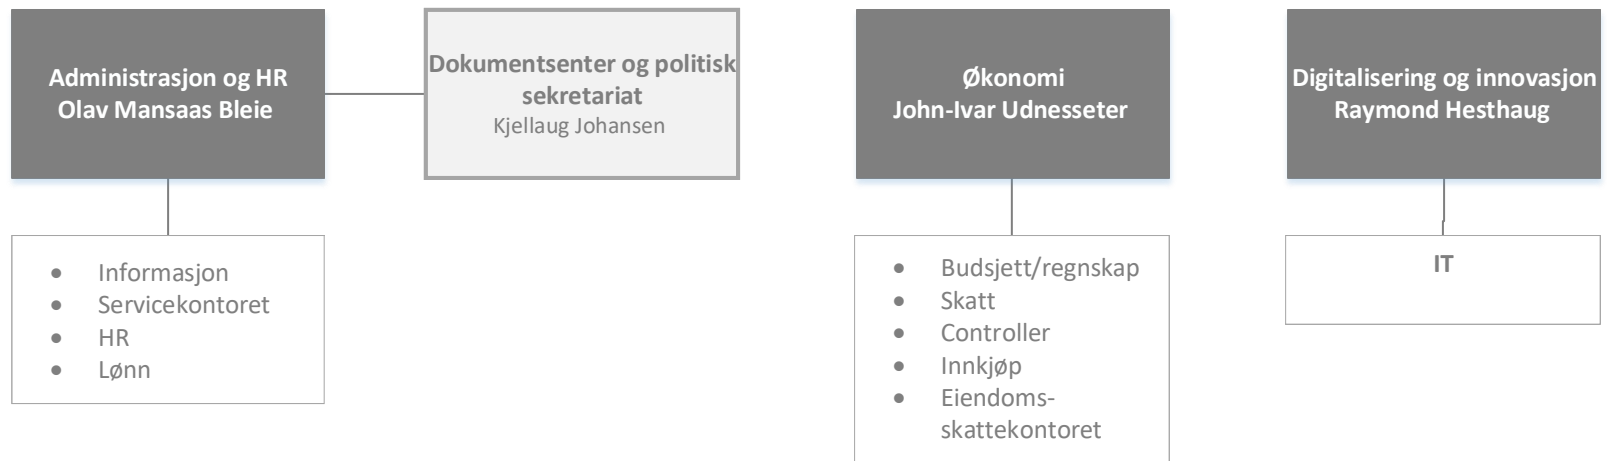 Administrasjon og HR
Olav Mansaas Bleie
Dokumentsenter og politisk
sekretariat
Kjellaug Johansen
Økonomi
John-Ivar Udnesseter
Digitalisering og innovasjon
Raymond Hesthaug
• Informasjon
• Servicekontoret
• HR
• Lønn
• Budsjett/regnskap
• Skatt
• Controller
• Innkjøp
• Eiendoms-
skattekontoret
IT